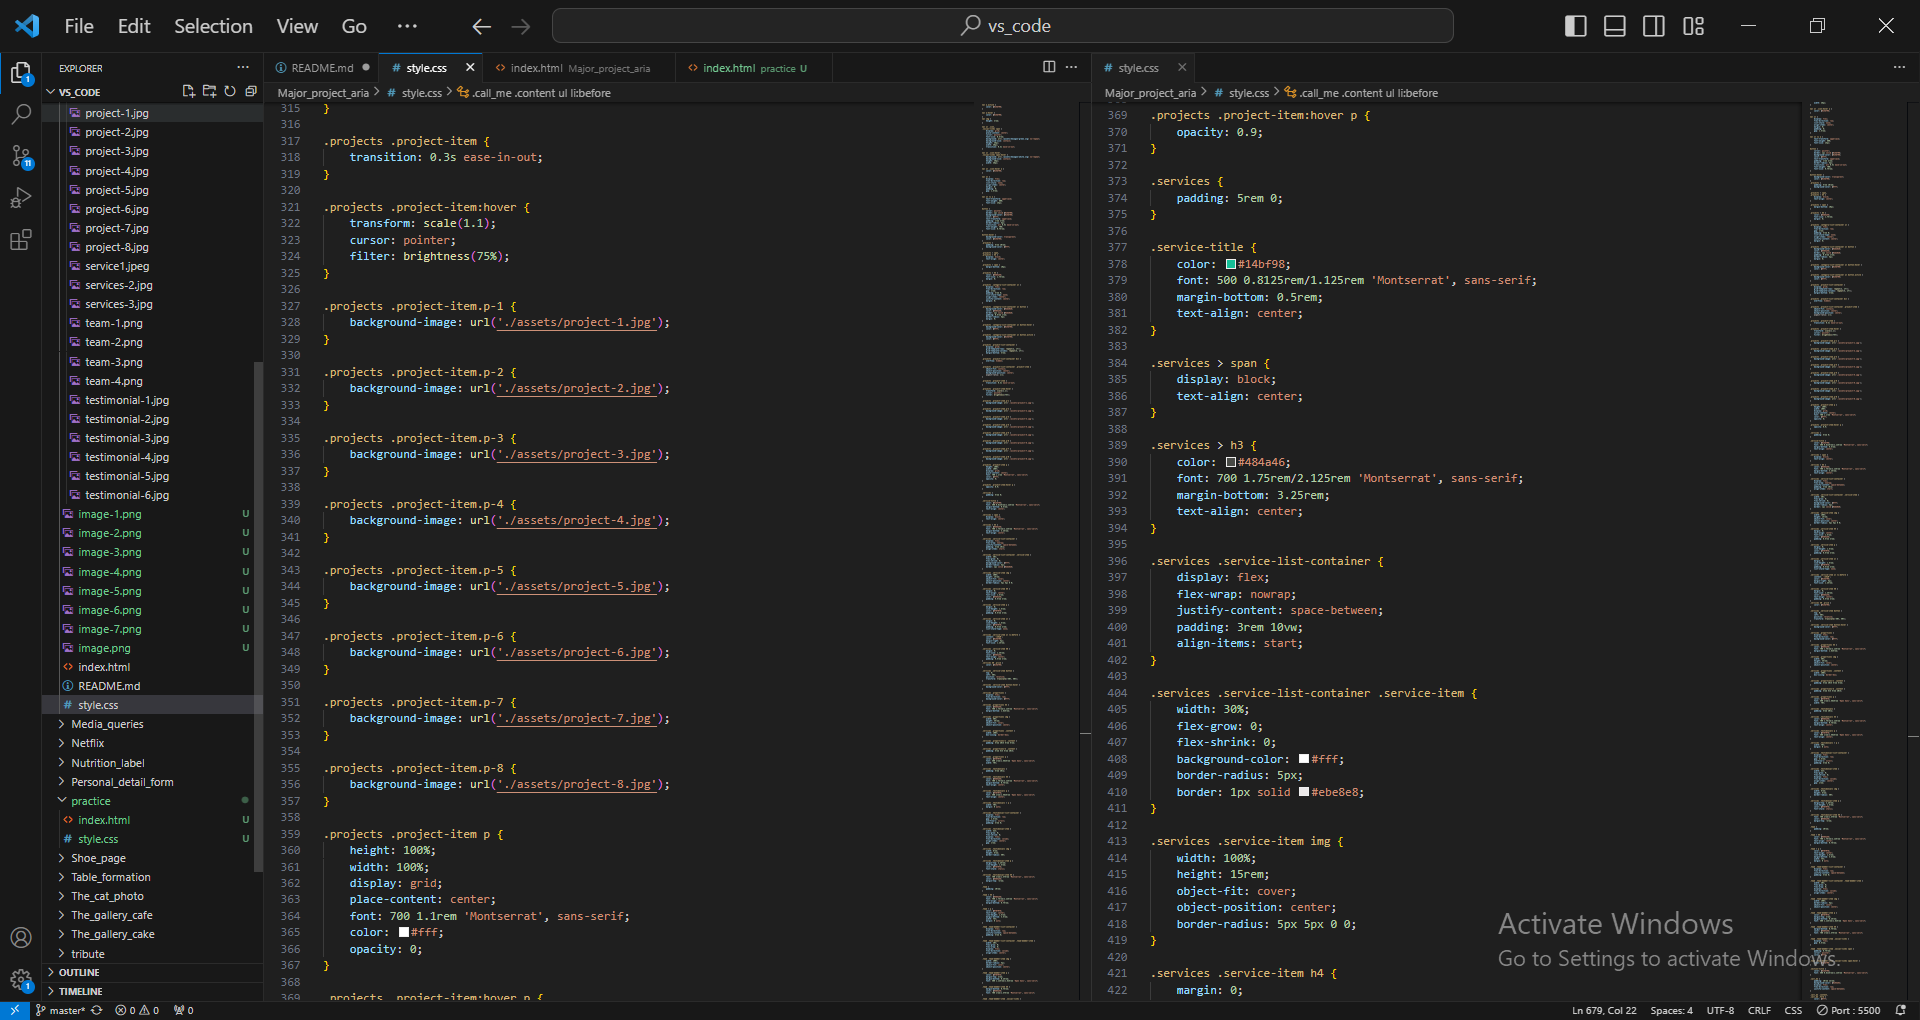 File Edit Selection View Go ··· vs_code
EXPLORER ···
VS_CODE
project-1.jpg
project-2.jpg
project-3.jpg
project-4.jpg
project-5.jpg
project-6.jpg
project-7.jpg
project-8.jpg
service1.jpeg
services-2.jpg
services-3.jpg
team-1.png
team-2.png
team-3.png
team-4.png
testimonial-1.jpg
testimonial-2.jpg
testimonial-3.jpg
testimonial-4.jpg
testimonial-5.jpg
testimonial-6.jpg
image-1.png U
image-2.png U
image-3.png U
image-4.png U
image-5.png U
image-6.png U
image-7.png U
image.png U
index.html
README.md
style.css
Media_queries
Netflix
Nutrition_label
Personal_detail_form
practice
index.html U
style.css U
Shoe_page
Table_formation
The_cat_photo
The_gallery_cafe
The_gallery_cake
tribute
OUTLINE
TIMELINE
1
11
1
README.md style.css index.html Major_project_aria index.html practice U
Major_project_aria > # style.css > .call_me .content ul li:before
315 }
316
317 .projects .project-item {
318 transition: 0.3s ease-in-out;
319 }
320
321 .projects .project-item:hover {
322 transform: scale(1.1);
323 cursor: pointer;
324 filter: brightness(75%);
325 }
326
327 .projects .project-item.p-1 {
328 background-image: url('./assets/project-1.jpg');
329 }
330
331 .projects .project-item.p-2 {
332 background-image: url('./assets/project-2.jpg');
333 }
334
335 .projects .project-item.p-3 {
336 background-image: url('./assets/project-3.jpg');
337 }
338
339 .projects .project-item.p-4 {
340 background-image: url('./assets/project-4.jpg');
341 }
342
343 .projects .project-item.p-5 {
344 background-image: url('./assets/project-5.jpg');
345 }
346
347 .projects .project-item.p-6 {
348 background-image: url('./assets/project-6.jpg');
349 }
350
351 .projects .project-item.p-7 {
352 background-image: url('./assets/project-7.jpg');
353 }
354
355 .projects .project-item.p-8 {
356 background-image: url('./assets/project-8.jpg');
357 }
358
359 .projects .project-item p {
360 height: 100%;
361 width: 100%;
362 display: grid;
363 place-content: center;
364 font: 700 1.1rem 'Montserrat', sans-serif;
365 color: #fff;
366 opacity: 0;
367 }
368
369 .projects .project-item:hover p {
# style.css
Major_project_aria > # style.css > .call_me .content ul li:before
369 .projects .project-item:hover p {
370 opacity: 0.9;
371 }
372
373 .services {
374 padding: 5rem 0;
375 }
376
377 .service-title {
378 color: #14bf98;
379 font: 500 0.8125rem/1.125rem 'Montserrat', sans-serif;
380 margin-bottom: 0.5rem;
381 text-align: center;
382 }
383
384 .services > span {
385 display: block;
386 text-align: center;
387 }
388
389 .services > h3 {
390 color: #484a46;
391 font: 700 1.75rem/2.125rem 'Montserrat', sans-serif;
392 margin-bottom: 3.25rem;
393 text-align: center;
394 }
395
396 .services .service-list-container {
397 display: flex;
398 flex-wrap: nowrap;
399 justify-content: space-between;
400 padding: 3rem 10vw;
401 align-items: start;
402 }
403
404 .services .service-list-container .service-item {
405 width: 30%;
406 flex-grow: 0;
407 flex-shrink: 0;
408 background-color: #fff;
409 border-radius: 5px;
410 border: 1px solid #ebe8e8;
411 }
412
413 .services .service-item img {
414 width: 100%;
415 height: 15rem;
416 object-fit: cover;
417 object-position: center;
418 border-radius: 5px 5px 0 0;
419 }
420
421 .services .service-item h4 {
422 margin: 0;
Activate Windows
Go to Settings to activate Windows.
master* 0 0 0 Ln 679, Col 22 Spaces: 4 UTF-8 CRLF CSS Port : 5500